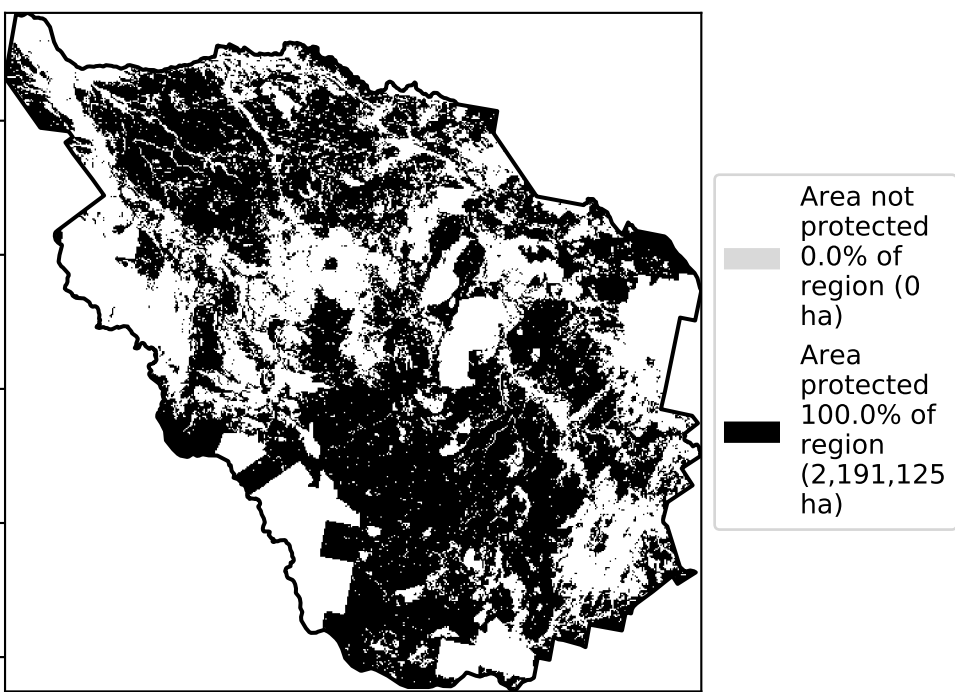 Area not
protected
0.0% of
region (0
ha)
Area
protected
100.0% of
region
(2,191,125
ha)